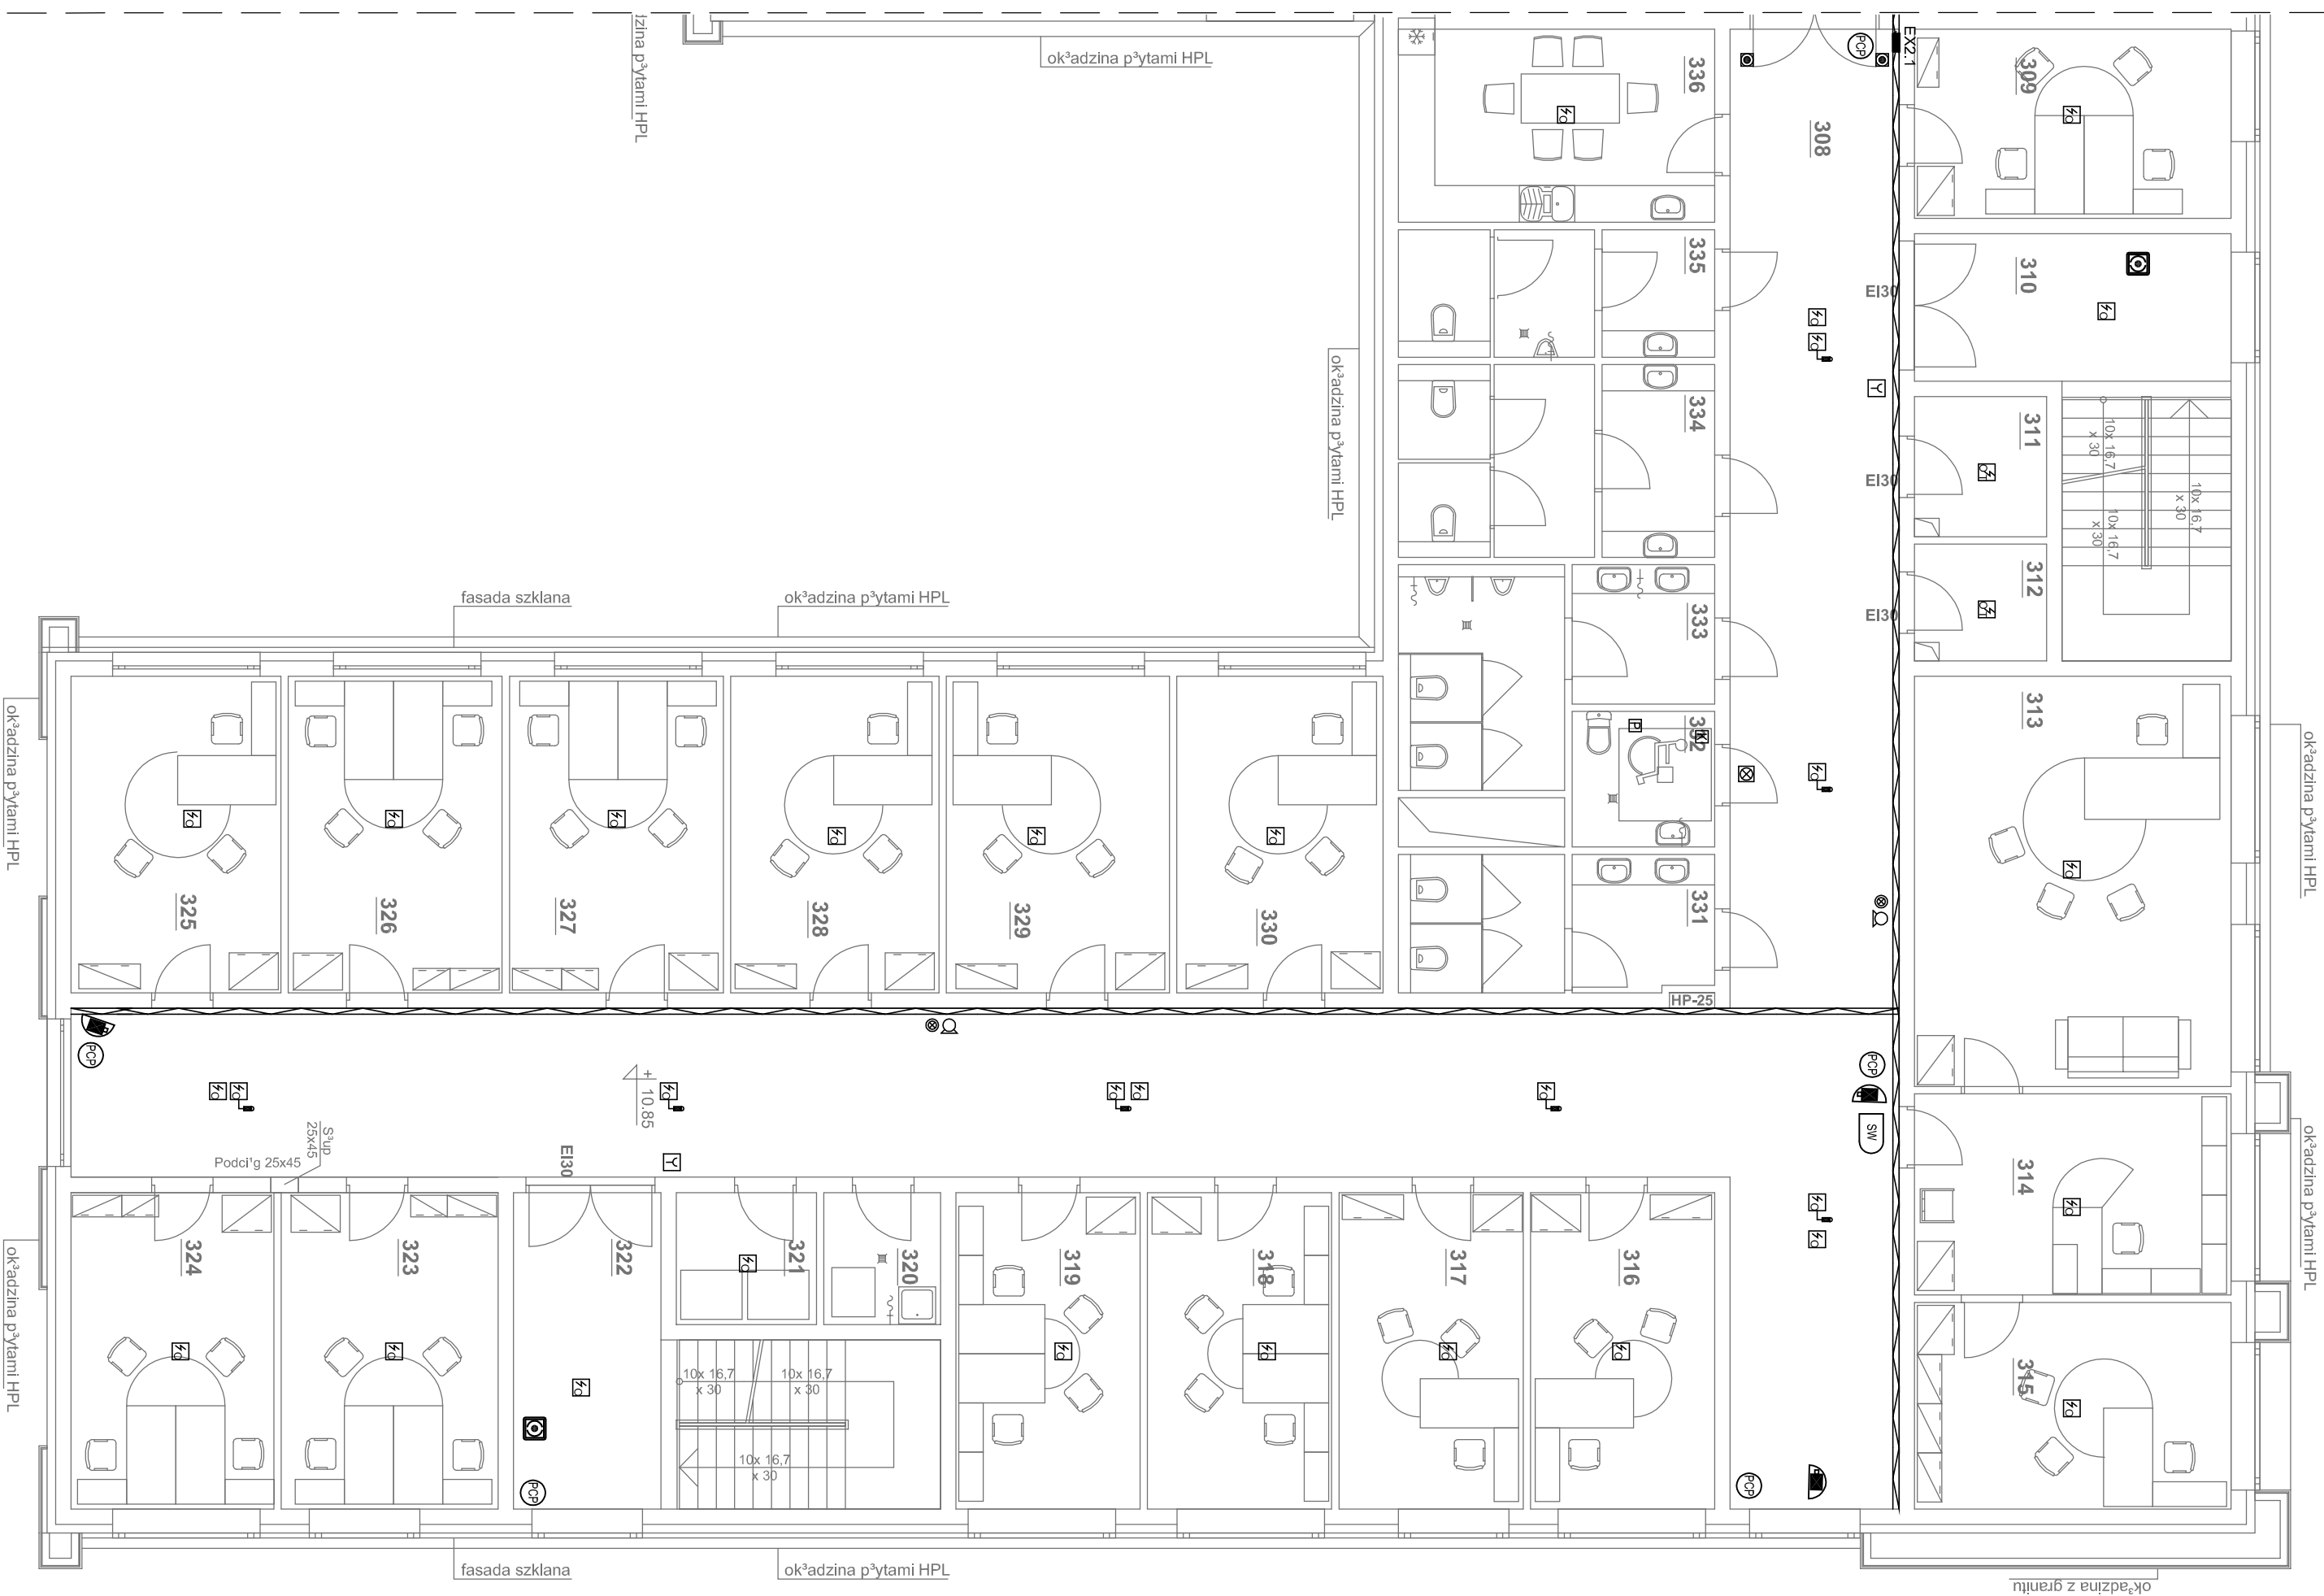 ok³adzina p³ytami HPL
ok³adzina p³ytami HPL
EX2.1
PCP
336
309
308
335
310
EI30
ok³adzina p³ytami HPL
334
311
EI30
10x 16,7
x 30
10x 16,7
x 30
10x 16,7
x 30
fasada szklana
ok³adzina p³ytami HPL
333
312
EI30
ok³adzina p³ytami HPL
313
332
P
K
ok³adzina p³ytami HPL
325
326
327
328
329
330
331
HP-25
PCP
PCP
SW
+
10.85
S³up
25x45
Podci¹g 25x45
EI30
Y
Y
314
ok³adzina p³ytami HPL
324
323
322
321
320
319
318
317
316
ok³adzina p³ytami HPL
315
10x 16,7
x 30
10x 16,7
x 30
10x 16,7
x 30
PCP
PCP
fasada szklana
ok³adzina p³ytami HPL
ok³adzina z granitu